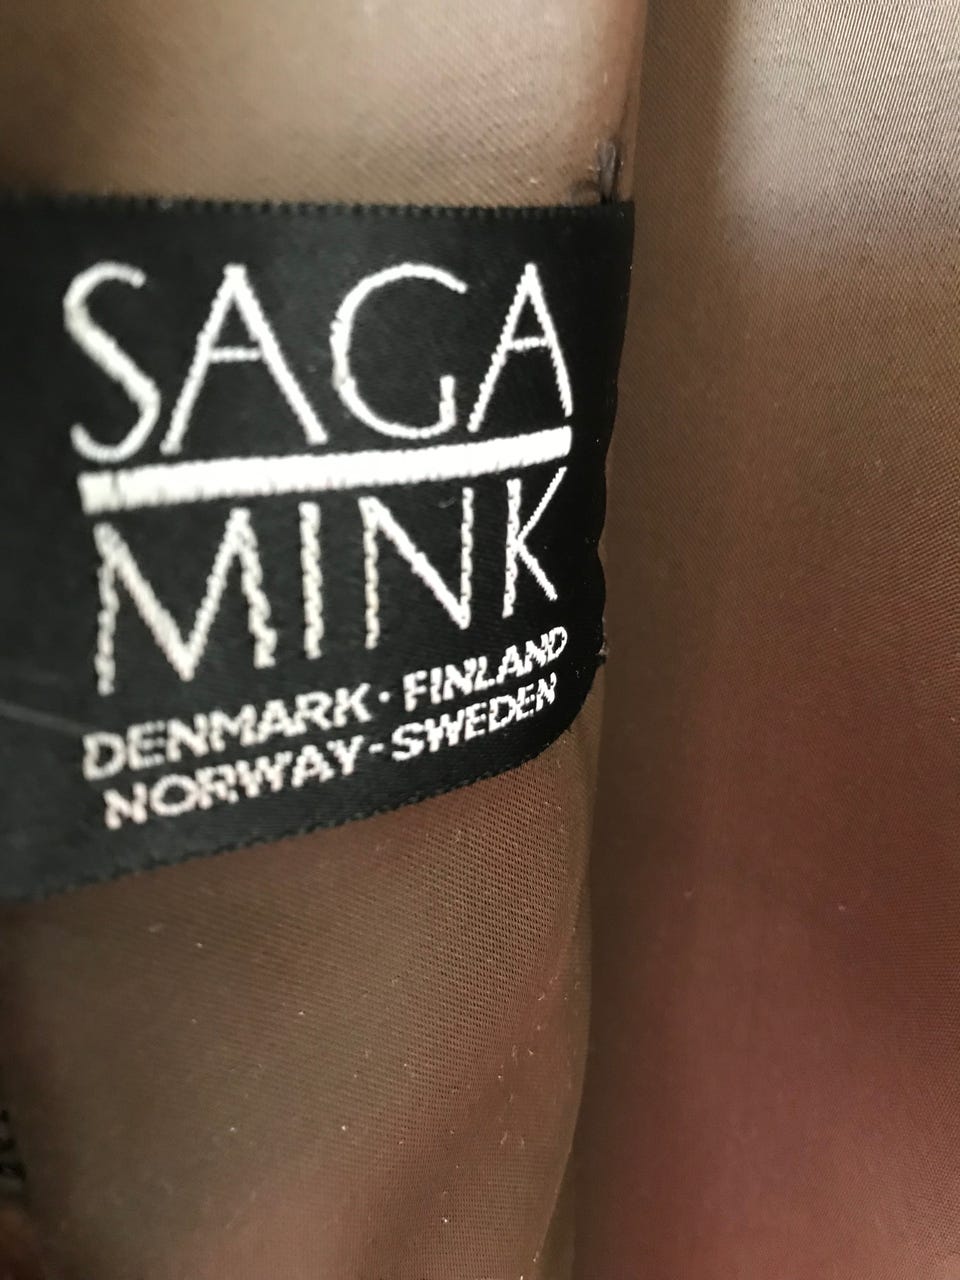 SAGA
MINK
DENMARK · FINLAND
NORWAY - SWEDEN